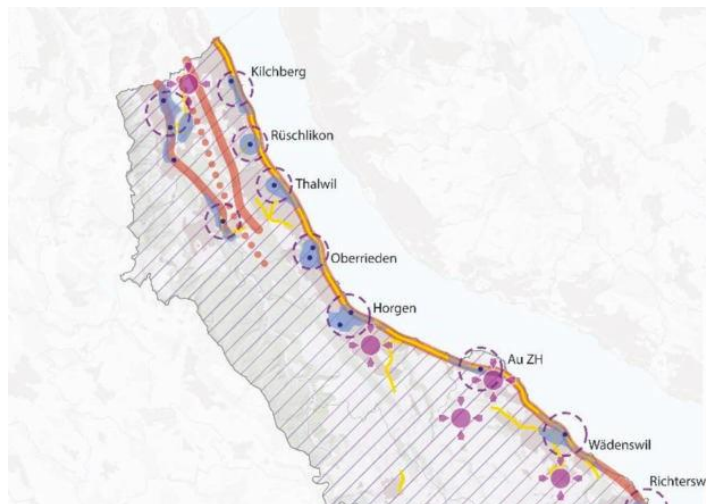 Kilchberg
Rüschlikon
Thalwil
Oberrieden
Horgen
Au ZH
Wädenswil
Richtersw